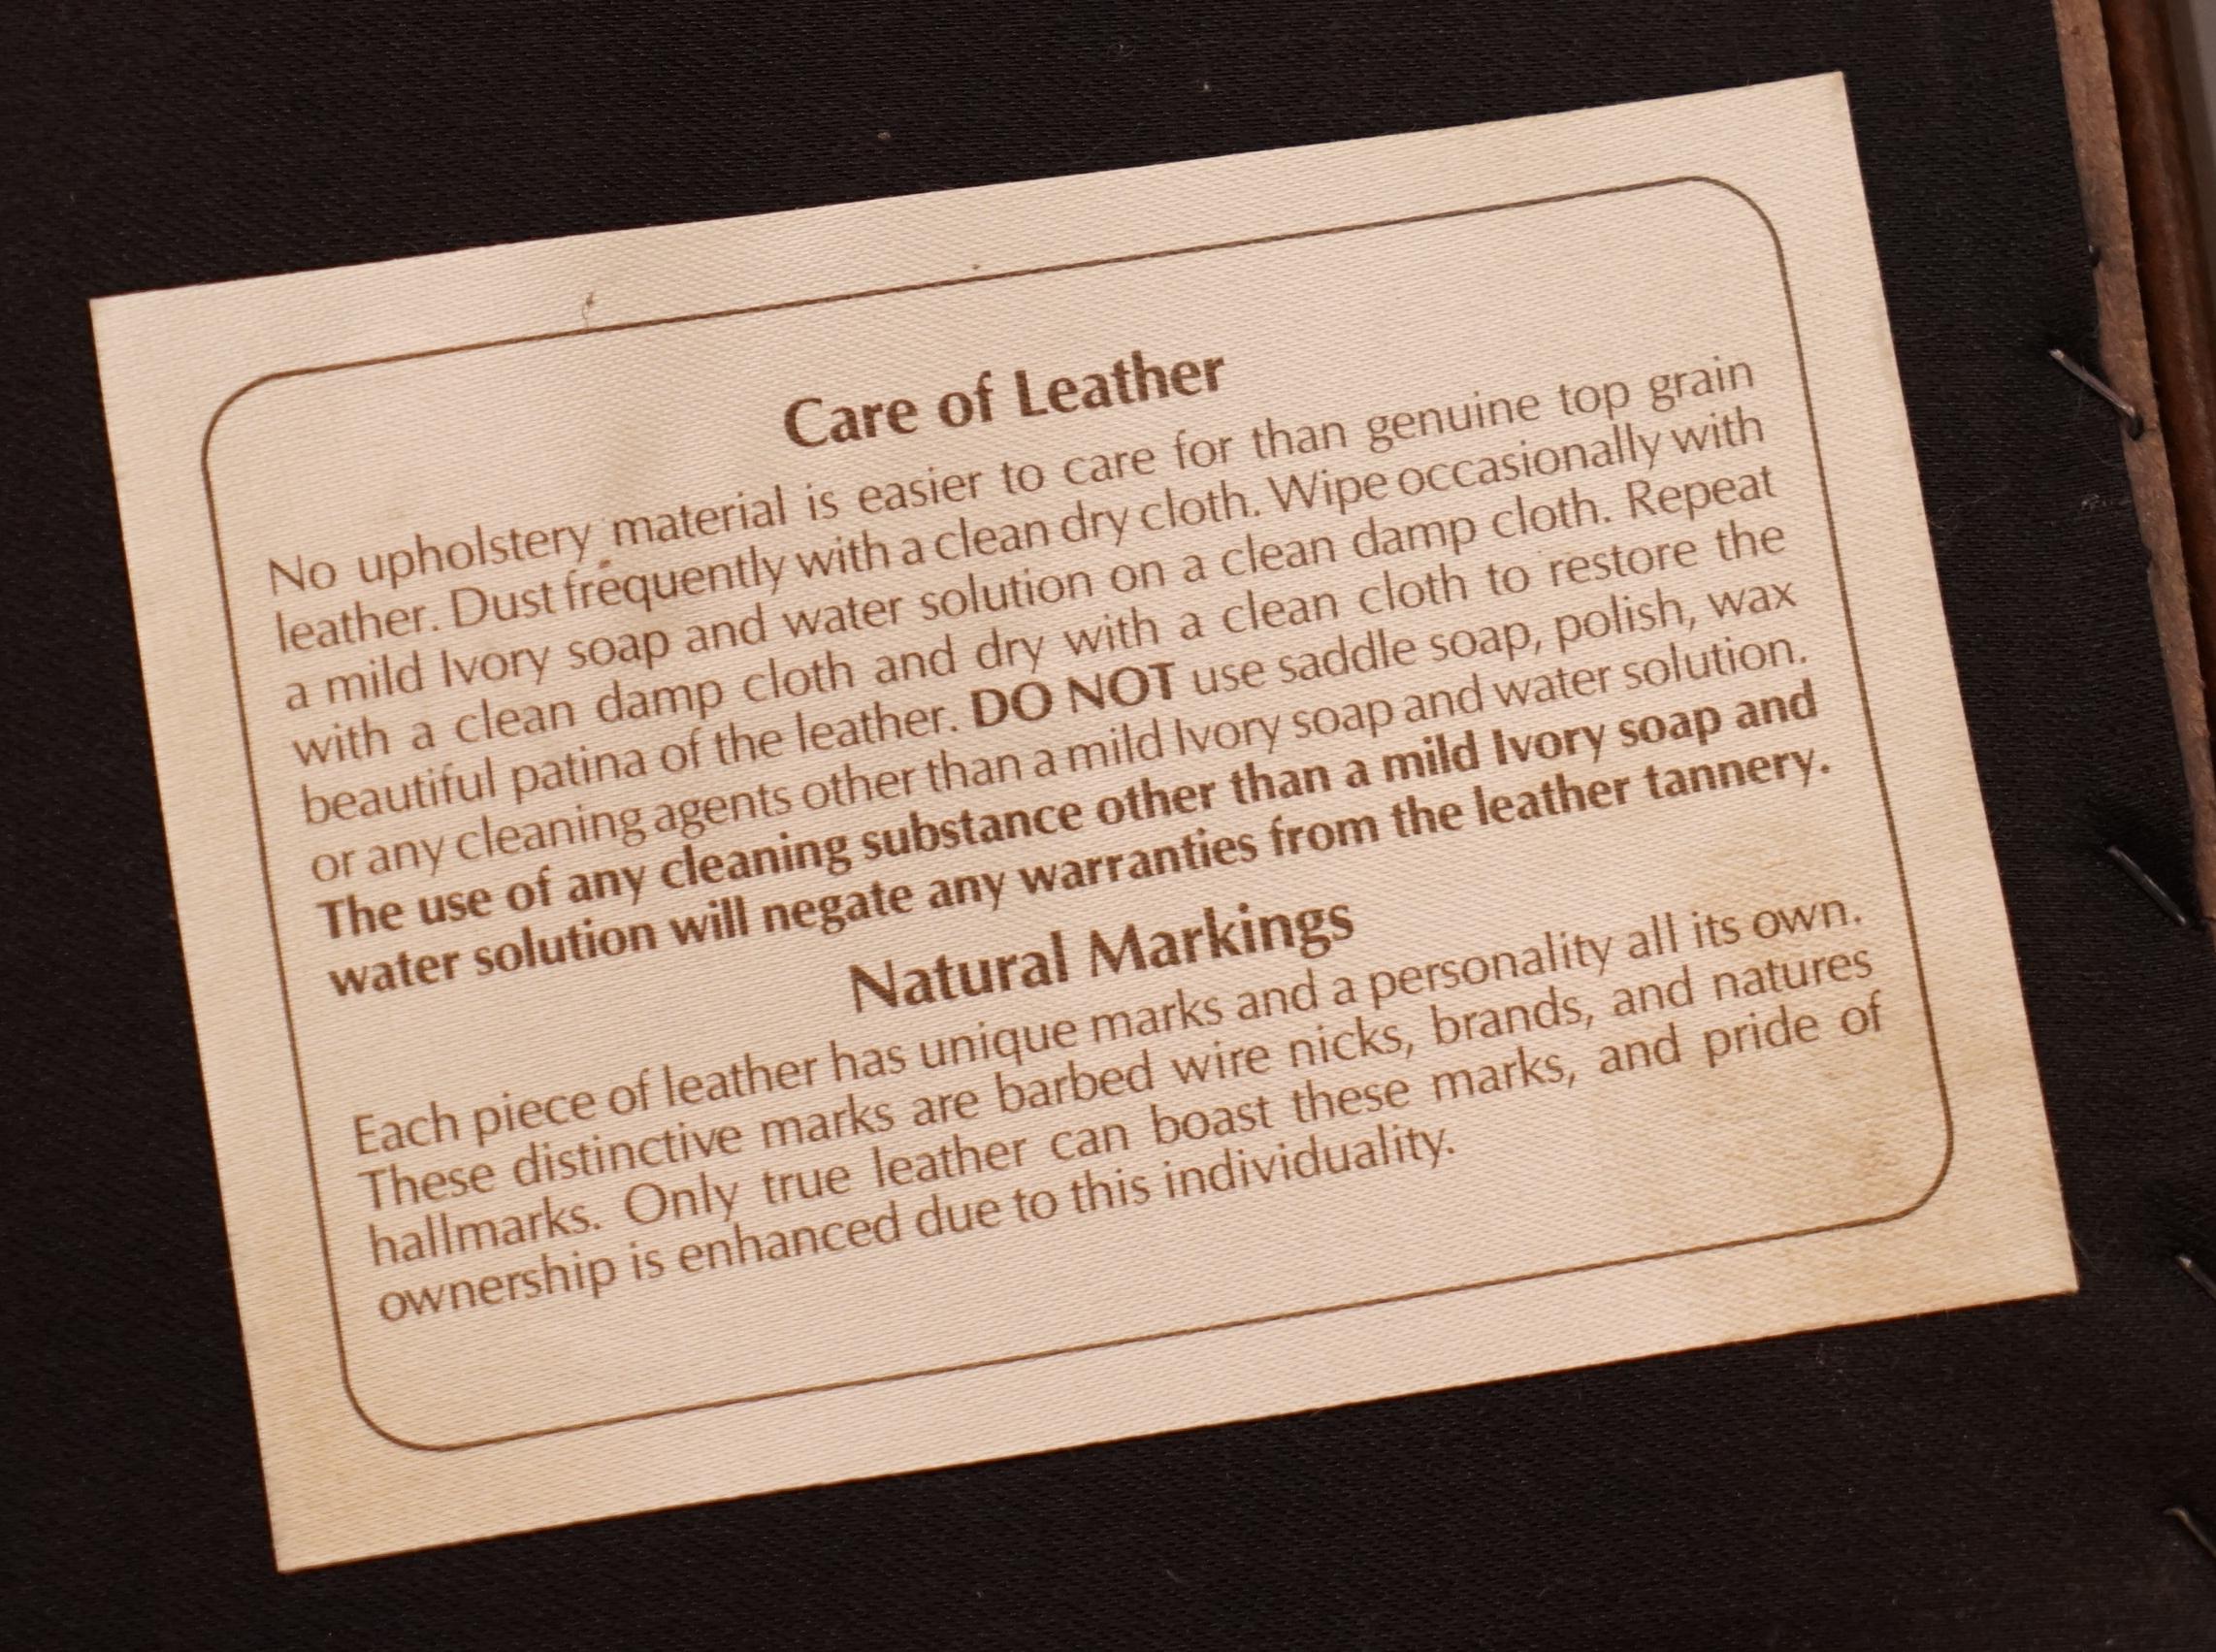 Care of Leather
No upholstery material is easier to care for than genuine top grain
leather. Dust frequently with a clean dry cloth. Wipe occasionally with
a mild Ivory soap and water solution on a clean damp cloth. Repeat
with a clean damp cloth and dry with a clean cloth to restore the
beautiful patina of the leather. DO NOT use saddle soap, polish, wax
or any cleaning agents other than a mild Ivory soap and water solution.
The use of any cleaning substance other than a mild Ivory soap and
water solution will negate any warranties from the leather tannery.
Natural Markings
Each piece of leather has unique marks and a personality all its own.
These distinctive marks are barbed wire nicks, brands, and natures
hallmarks. Only true leather can boast these marks, and pride of
ownership is enhanced due to this individuality.